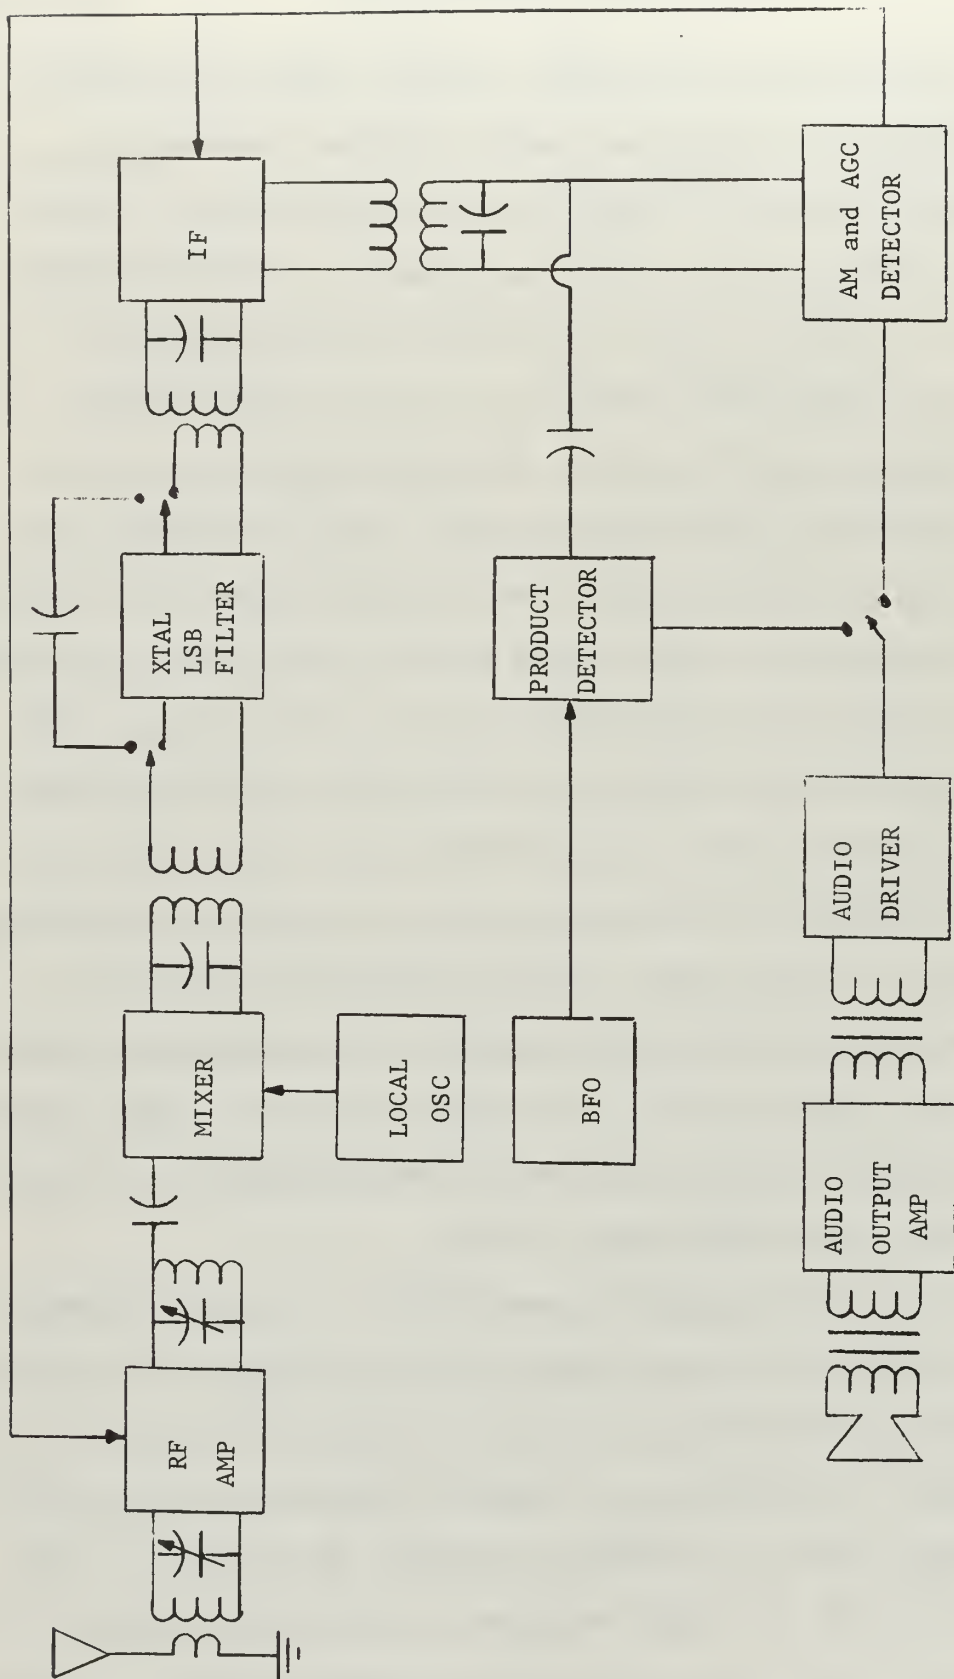 RF
AMP
MIXER
LOCAL
OSC
XTAL
LSB
FILTER
IF
BFO
PRODUCT
DETECTOR
AM and AGC
DETECTOR
AUDIO
DRIVER
AUDIO
OUTPUT
AMP